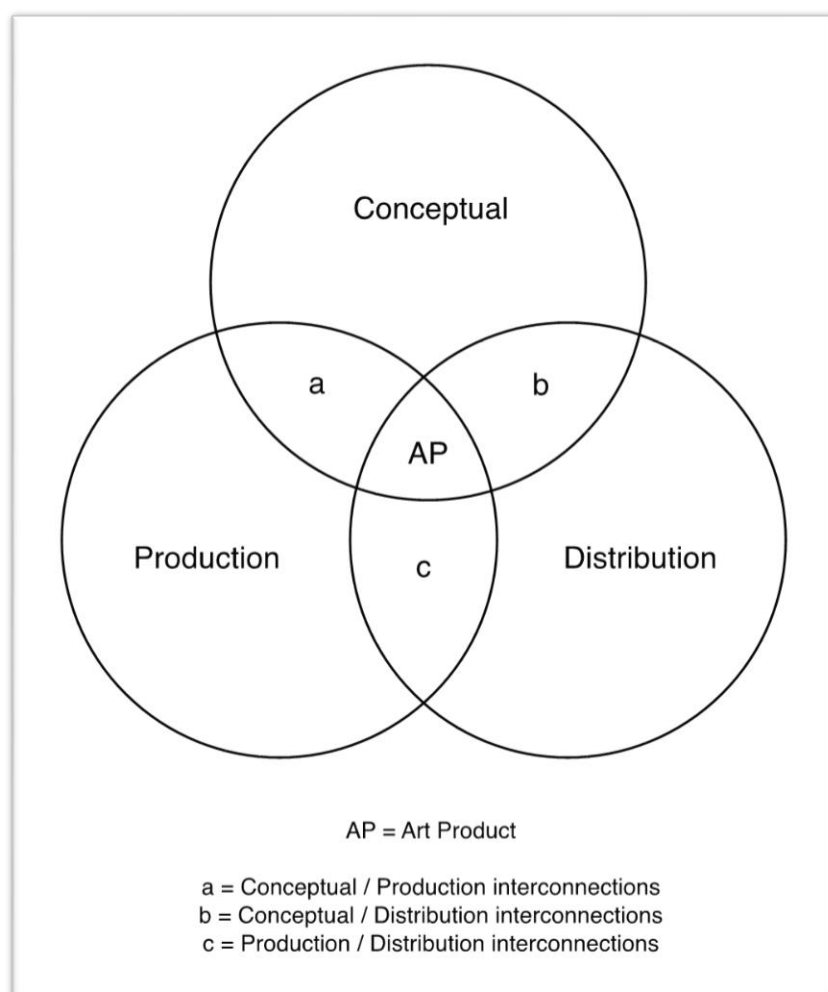 Conceptual
a
b
AP
Production
c
Distribution
AP = Art Product
a = Conceptual / Production interconnections
b = Conceptual / Distribution interconnections
c = Production / Distribution interconnections